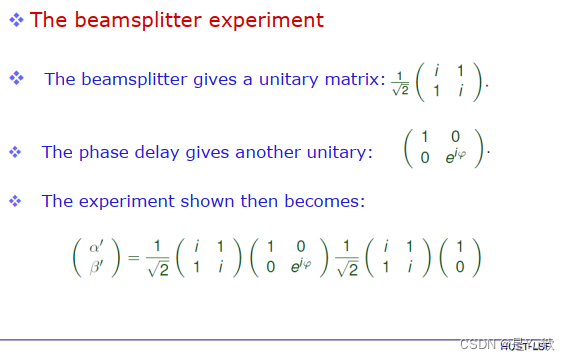 ❖ The beamsplitter experiment
❖ The beamsplitter gives a unitary matrix: \frac{1}{\sqrt{2}} \begin{pmatrix} i & 1 \\ 1 & i \end{pmatrix}.
❖ The phase delay gives another unitary: \begin{pmatrix} 1 & 0 \\ 0 & e^{i\varphi} \end{pmatrix}.
❖ The experiment shown then becomes:
\begin{pmatrix} \alpha' \\ \beta' \end{pmatrix} = \frac{1}{\sqrt{2}} \begin{pmatrix} i & 1 \\ 1 & i \end{pmatrix} \begin{pmatrix} 1 & 0 \\ 0 & e^{i\varphi} \end{pmatrix} \frac{1}{\sqrt{2}} \begin{pmatrix} i & 1 \\ 1 & i \end{pmatrix} \begin{pmatrix} 1 \\ 0 \end{pmatrix}
CSDN